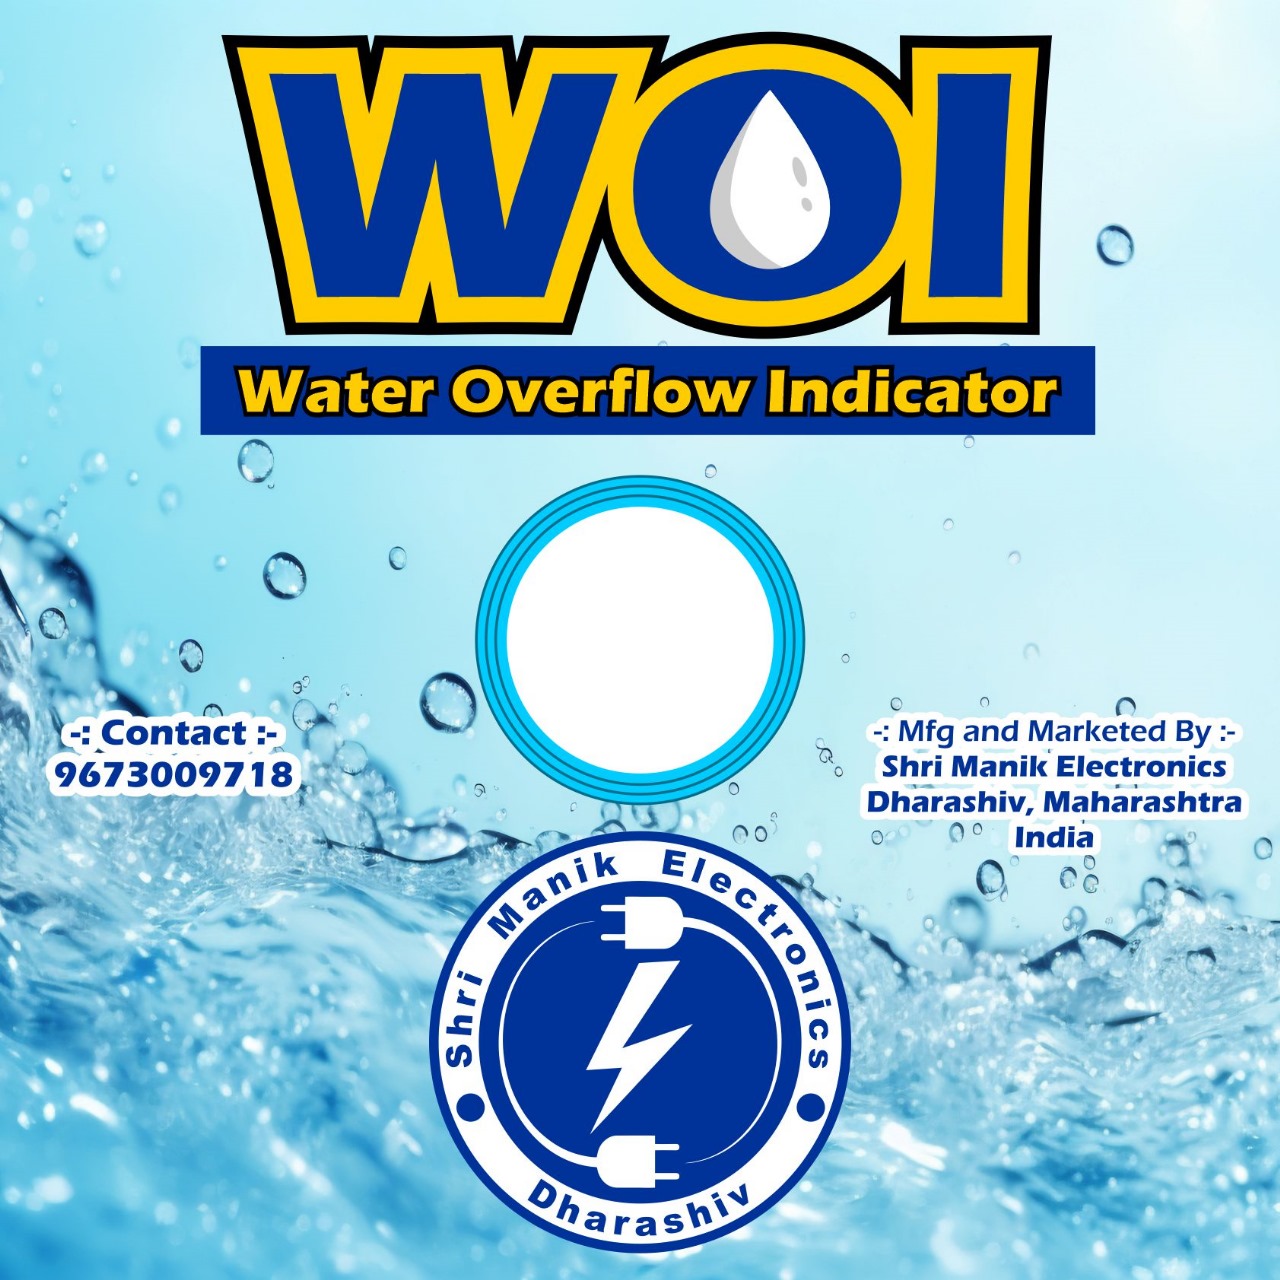 WOI
Water Overflow Indicator
-: Contact :-
9673009718
-: Mfg and Marketed By :-
Shri Manik Electronics
Dharashiv, Maharashtra
India
Shri Manik Electronics
Dharashiv